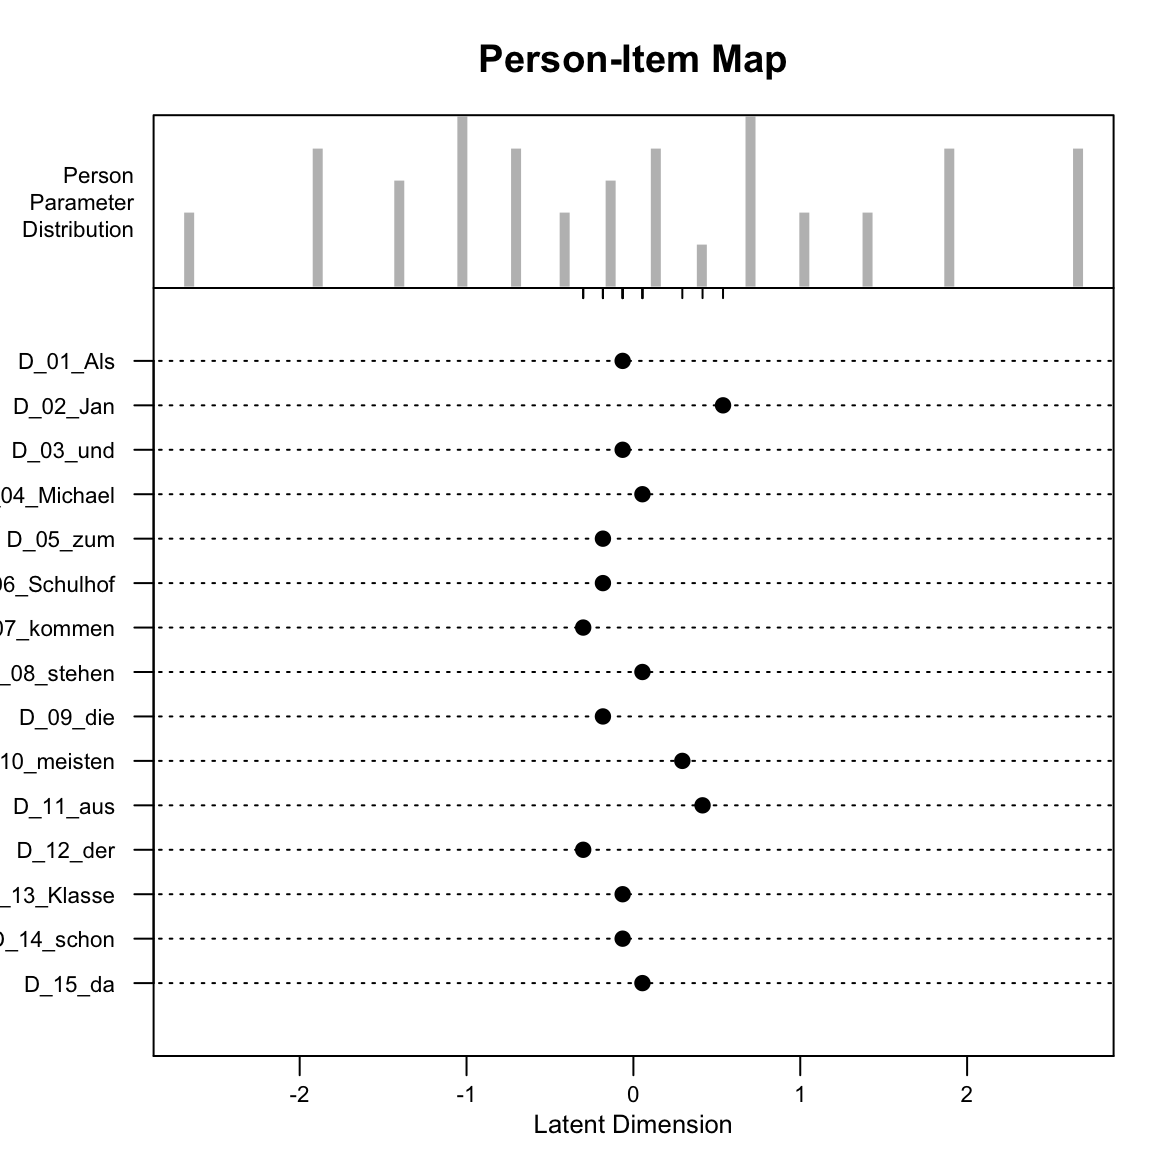 Person-Item Map
Person
Parameter
Distribution
D_01_Als
D_02_Jan
D_03_und
04_Michael
D_05_zum
06_Schulhof
07_kommen
_08_stehen
D_09_die
10_meisten
D_11_aus
D_12_der
_13_Klasse
D_14_schon
D_15_da
-2 -1 0 1 2
Latent Dimension